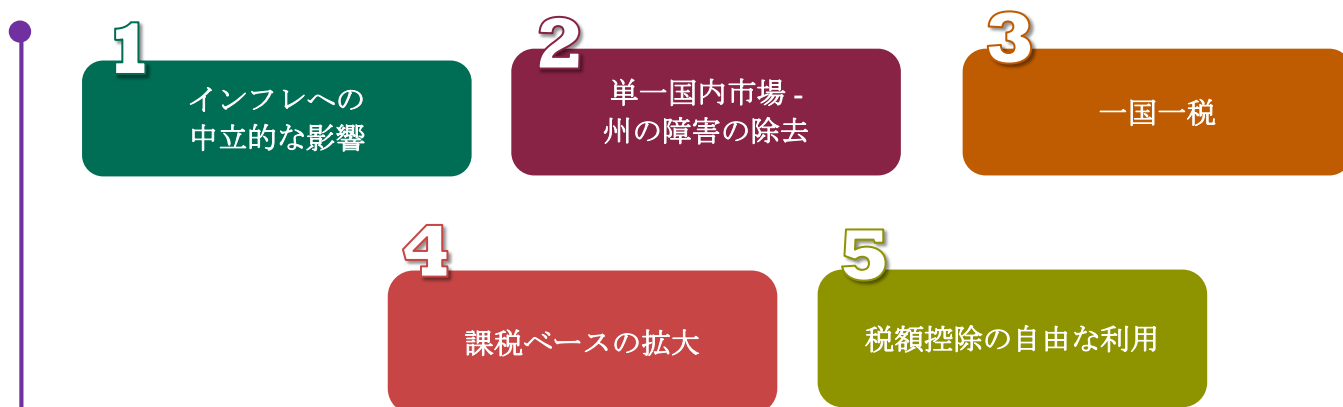 1
インフレへの
中立的な影響
2
単一国内市場 -
州の障害の除去
3
一国一税
4
課税ベースの拡大
5
税額控除の自由な利用